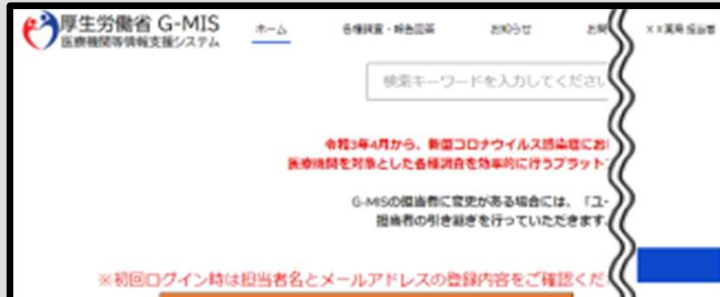 厚生労働省 G-MIS
医療機関等情報支援システム
ホーム
各種調査・報告回答
お知らせ
お問
××薬局 担当者
検索キーワードを入力してくださ
令和3年4月から、新型コロナウイルス感染症にお
医療機関を対象とした各種調査を効率的に行うプラット
G-MISの担当者に変更がある場合には、「ユー
担当者の引き継ぎを行っていただきます
※初回ログイン時は担当者名とメールアドレスの登録内容をご確認くだ